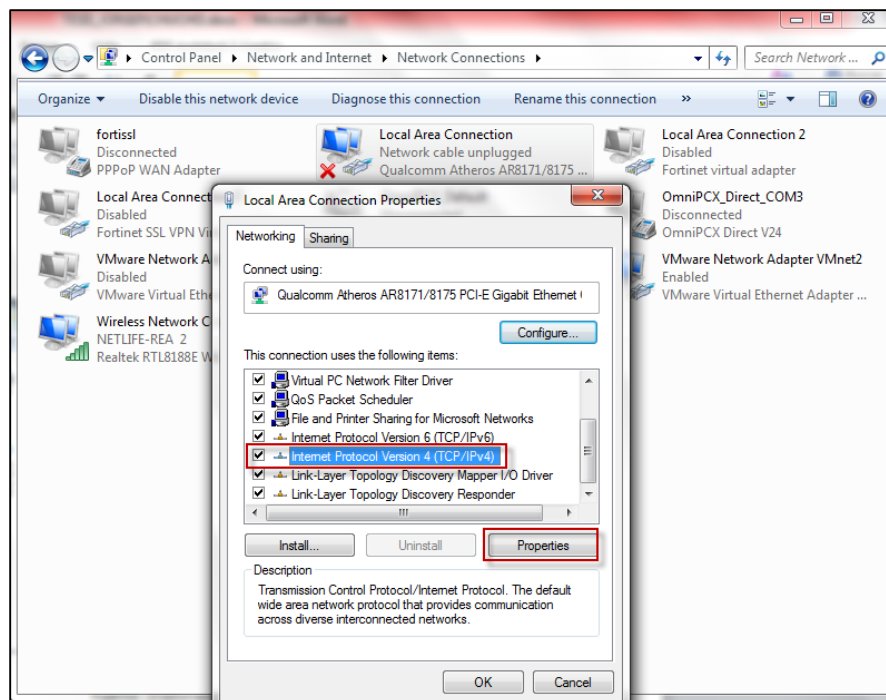 Control Panel ▸ Network and Internet ▸ Network Connections ▸
Search Network ...
Organize
Disable this network device
Diagnose this connection
Rename this connection
»
fortissl
Disconnected
PPPoP WAN Adapter
Local Area Connection
Network cable unplugged
Qualcomm Atheros AR8171/8175 ...
Local Area Connection 2
Disabled
Fortinet virtual adapter
Local Area Connect
Disabled
Fortinet SSL VPN Vi
OmniPCX_Direct_COM3
Disconnected
OmniPCX Direct V24
VMware Network A
Disabled
VMware Virtual Ethe
VMware Network Adapter VMnet2
Enabled
VMware Virtual Ethernet Adapter ...
Wireless Network C
NETLIFE-REA 2
Realtek RTL8188E W
Local Area Connection Properties
Networking
Sharing
Connect using:
Qualcomm Atheros AR8171/8175 PCI-E Gigabit Ethernet (
Configure...
This connection uses the following items:
Virtual PC Network Filter Driver
QoS Packet Scheduler
File and Printer Sharing for Microsoft Networks
Internet Protocol Version 6 (TCP/IPv6)
Internet Protocol Version 4 (TCP/IPv4)
Link-Layer Topology Discovery Mapper I/O Driver
Link-Layer Topology Discovery Responder
Install...
Uninstall
Properties
Description
Transmission Control Protocol/Internet Protocol. The default
wide area network protocol that provides communication
across diverse interconnected networks.
OK
Cancel